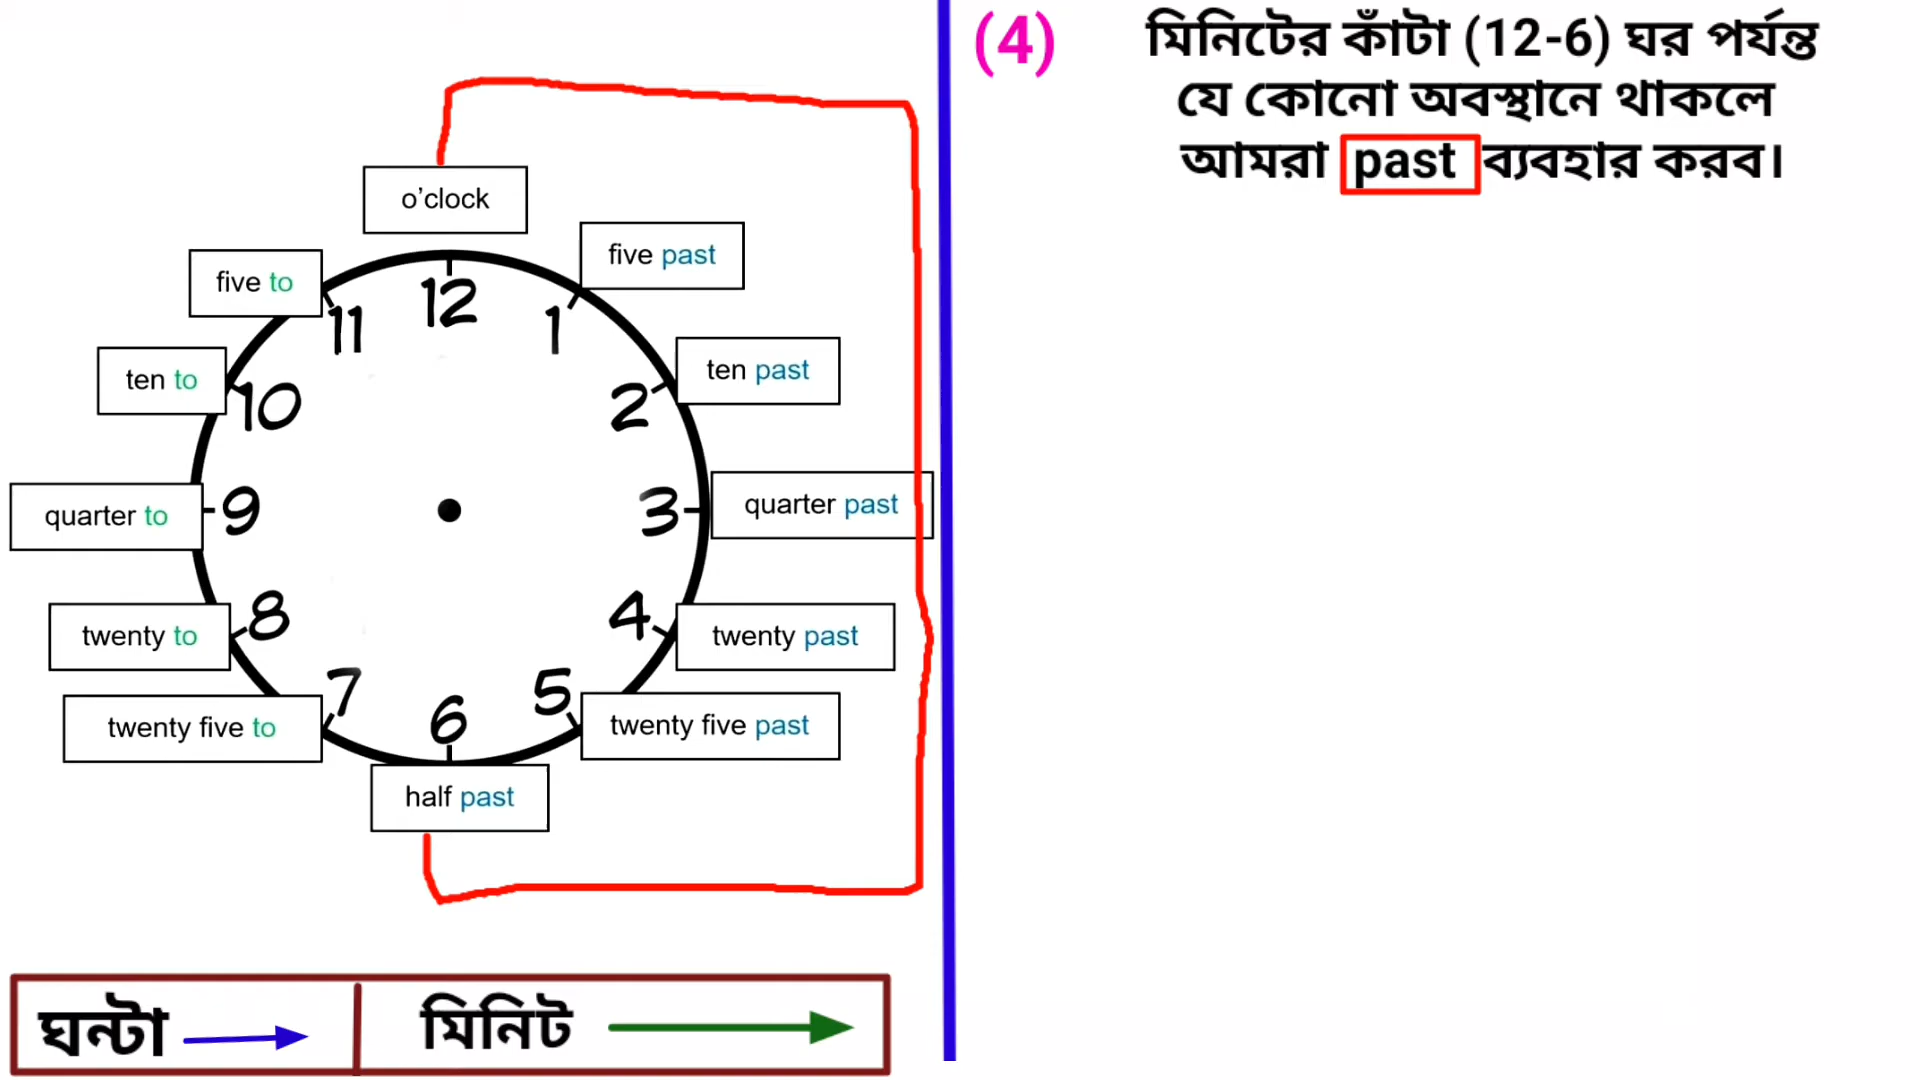 (4)
মিনিটের কাঁটা (12-6) ঘর পর্যন্ত
যে কোনো অবস্থানে থাকলে
আমরা past ব্যবহার করব।
o'clock
five past
five to
ten past
ten to
quarter past
quarter to
twenty past
twenty to
twenty five past
twenty five to
half past
12
1
2
3
4
5
6
7
8
9
10
11
ঘন্টা
মিনিট